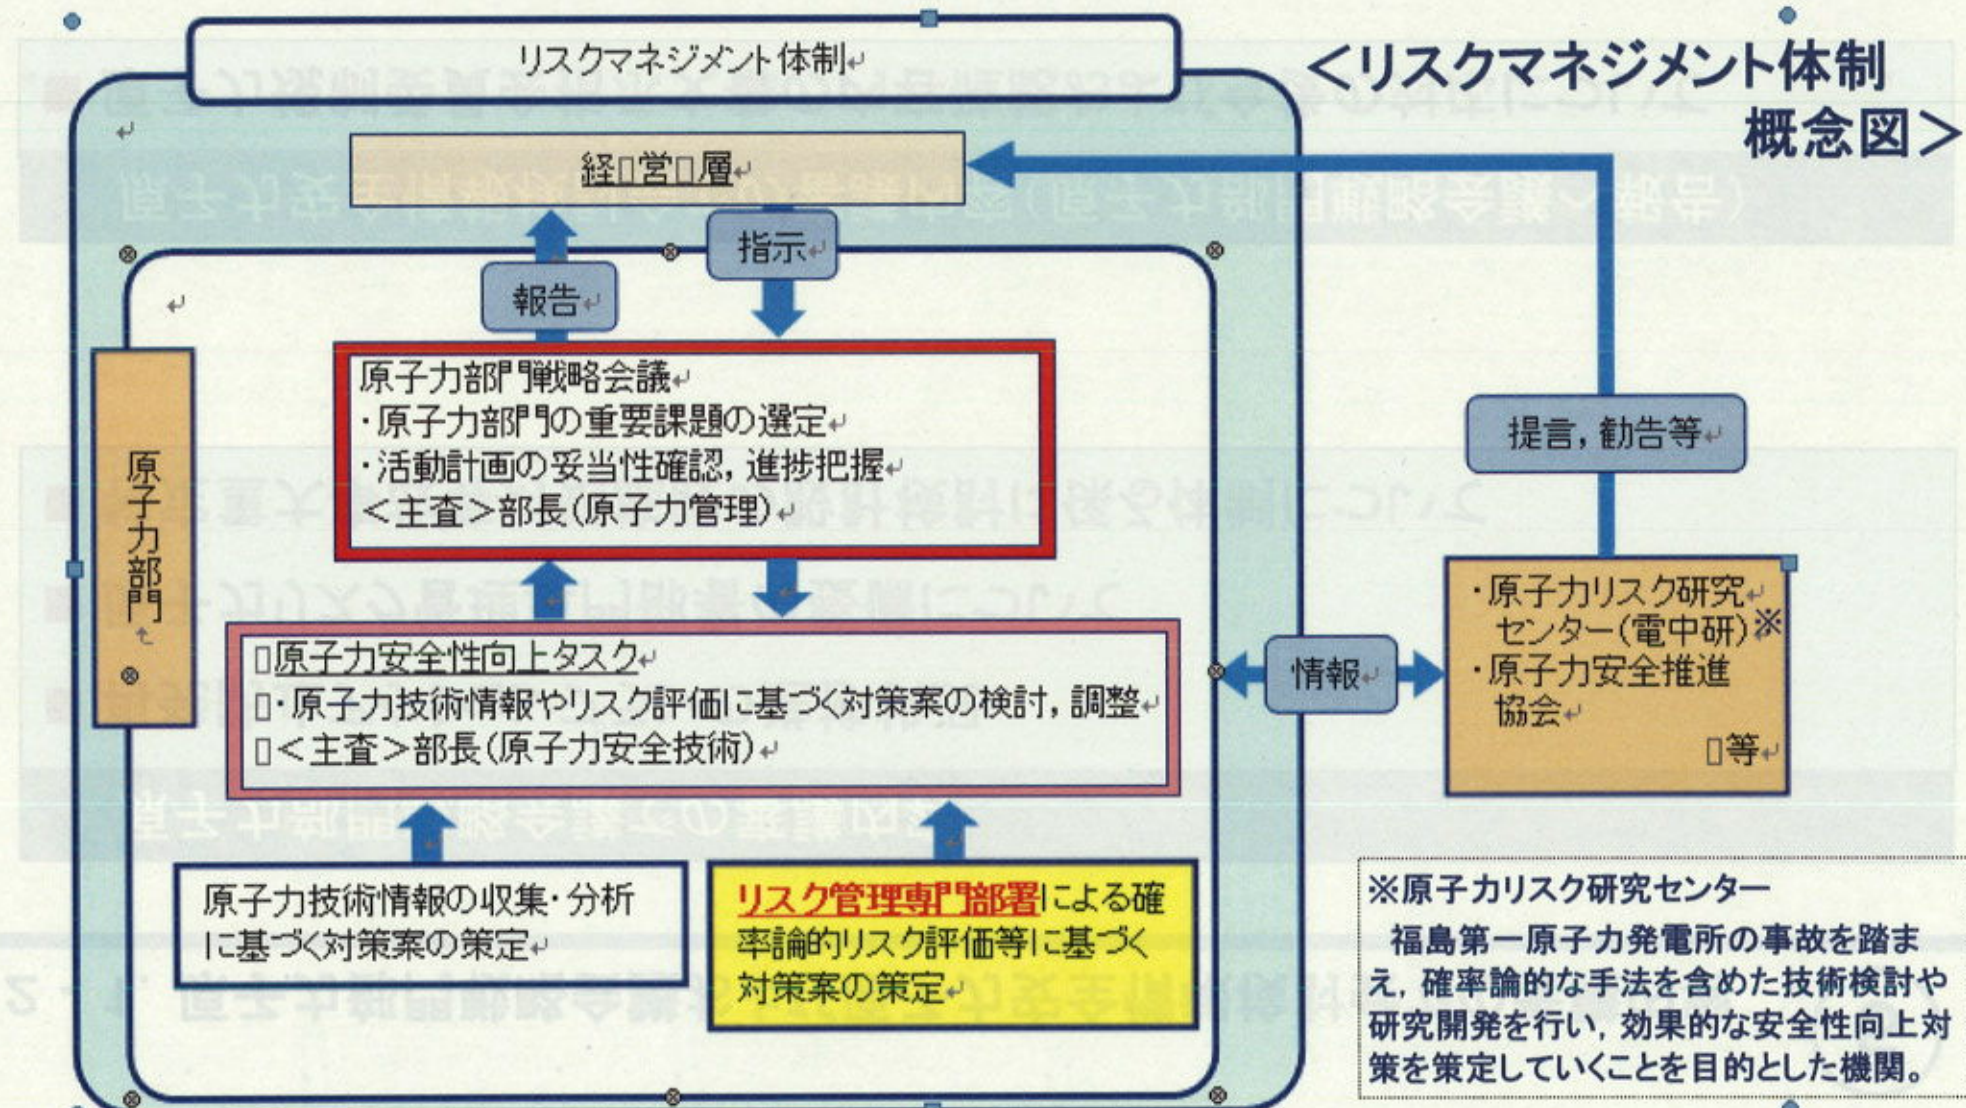 リスクマネジメント体制
<リスクマネジメント体制
概念図>
経営層
報告
指示
原子力部門
原子力部門戦略会議
・原子力部門の重要課題の選定
・活動計画の妥当性確認,進捗把握
<主査>部長(原子力管理)
提言,勧告等
原子力安全性向上タスク
・原子力技術情報やリスク評価に基づく対策案の検討,調整
<主査>部長(原子力安全技術)
情報
・原子力リスク研究
センター(電中研)※
・原子力安全推進
協会
等
原子力技術情報の収集・分析
に基づく対策案の策定
リスク管理専門部署による確
率論的リスク評価等に基づく
対策案の策定
※原子力リスク研究センター
福島第一原子力発電所の事故を踏ま
え,確率論的な手法を含めた技術検討や
研究開発を行い,効果的な安全性向上対
策を策定していくことを目的とした機関。